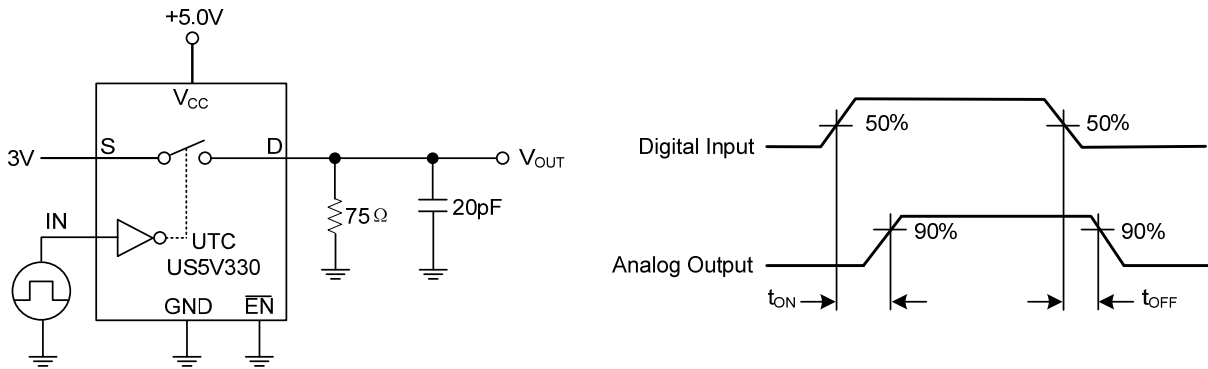 +5.0V
VCC
S
D
3V
VOUT
75Ω
20pF
IN
UTC
US5V330
GND
EN
Digital Input
50%
50%
Analog Output
90%
90%
tON
tOFF